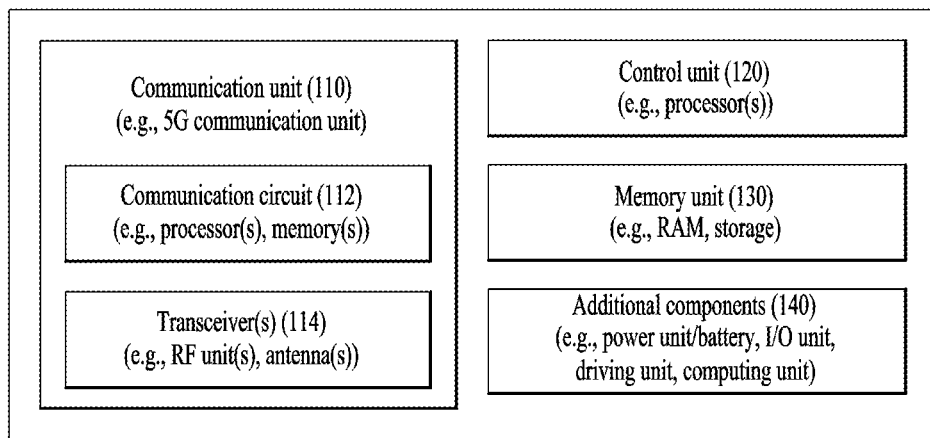 Communication unit (110)
(e.g., 5G communication unit)
Communication circuit (112)
(e.g., processor(s), memory(s))
Transceiver(s) (114)
(e.g., RF unit(s), antenna(s))
Control unit (120)
(e.g., processor(s))
Memory unit (130)
(e.g., RAM, storage)
Additional components (140)
(e.g., power unit/battery, I/O unit,
driving unit, computing unit)